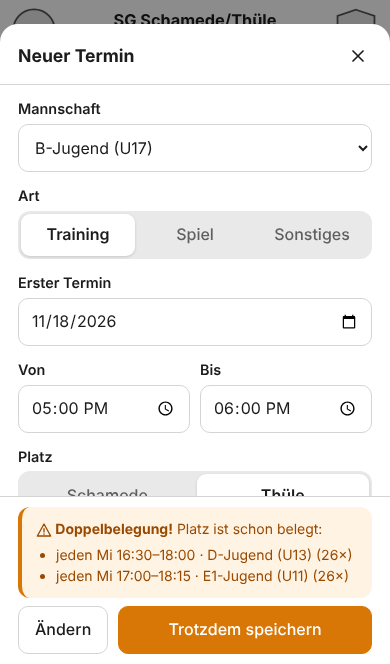 SG Schamede/Thüle
Neuer Termin
Mannschaft
B-Jugend (U17)
Art
Training Spiel Sonstiges
Erster Termin
11/18/2026
Von Bis
05:00 PM 06:00 PM
Platz
Schamede Thüle
Doppelbelegung! Platz ist schon belegt:
• jeden Mi 16:30–18:00 · D-Jugend (U13) (26×)
• jeden Mi 17:00–18:15 · E1-Jugend (U11) (26×)
Ändern Trotzdem speichern